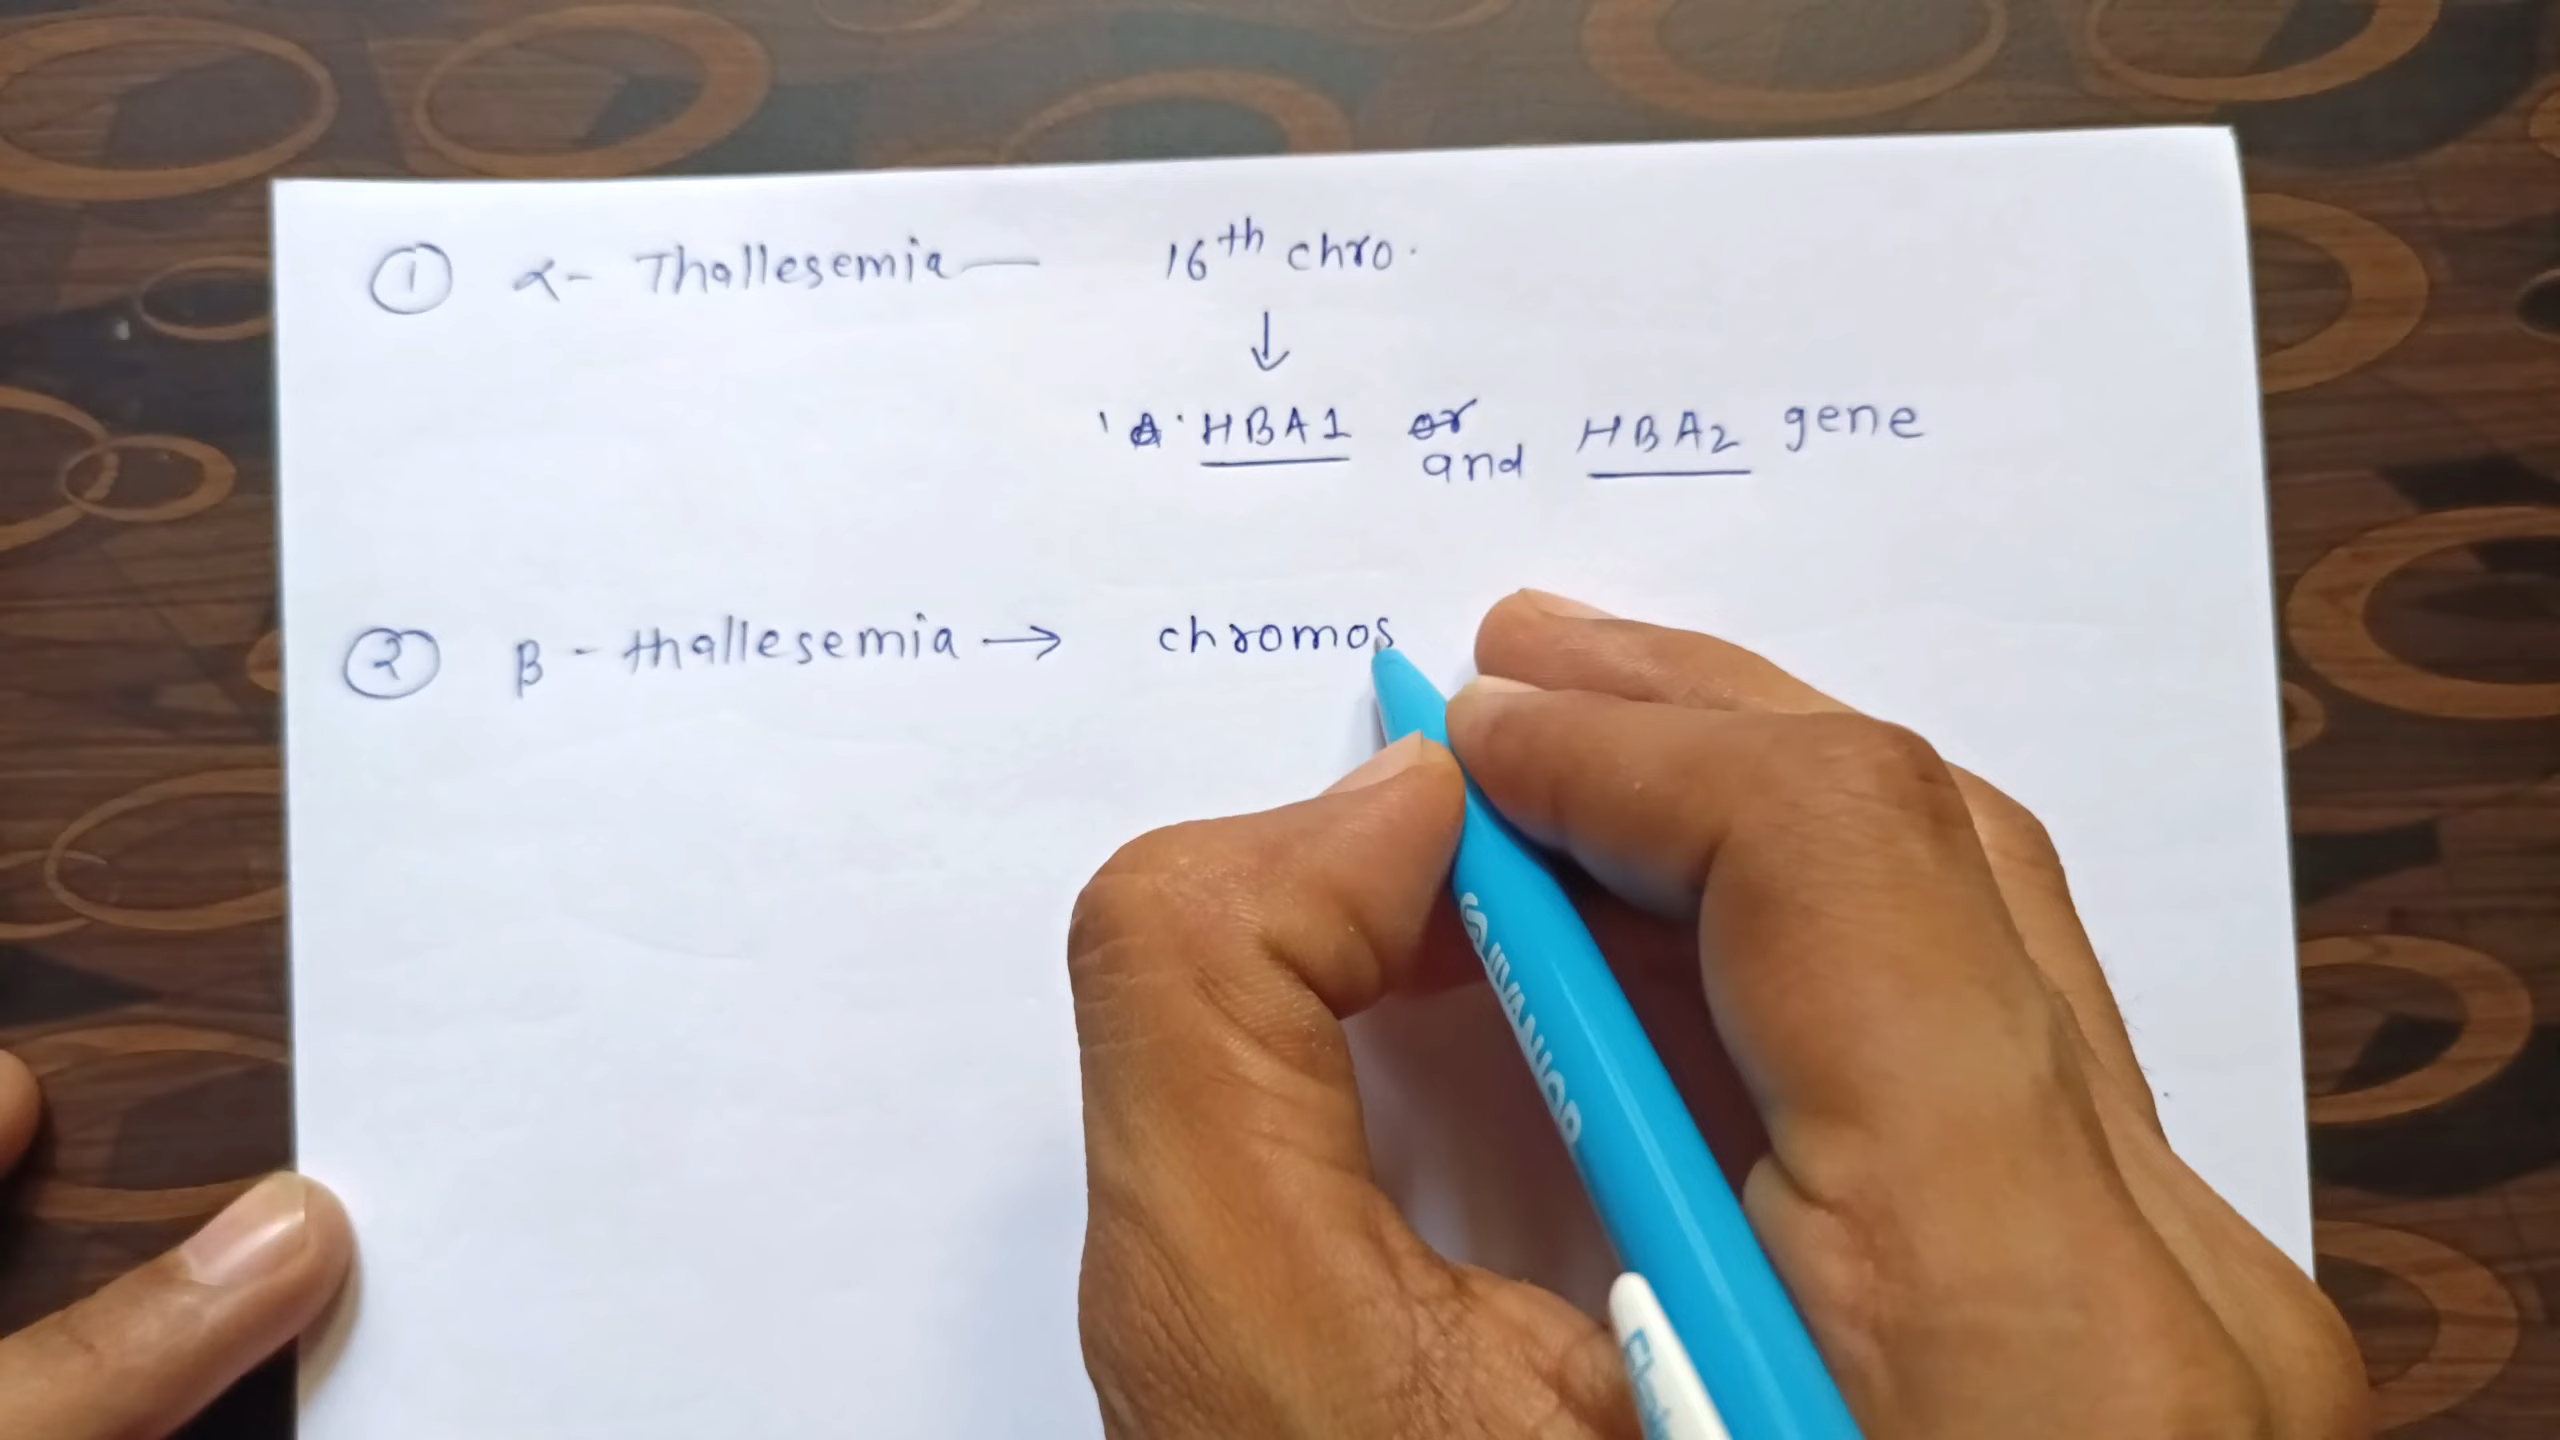 ① α- Thallesemia — 16th chro.
↓
HBA1 or and HBA2 gene
② β - thallesemia → chromos